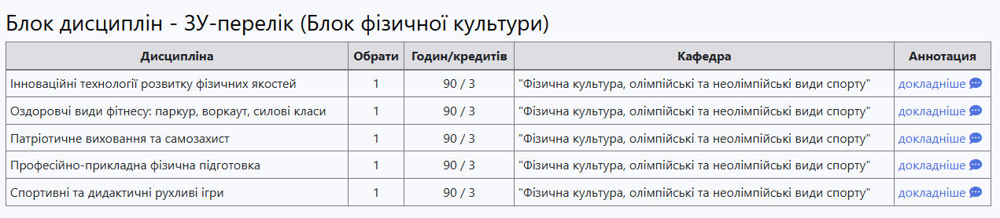 Блок дисциплін - ЗУ-перелік (Блок фізичної культури)
Дисципліна Обрати Годин/кредитів Кафедра Аннотация
Інноваційні технології розвитку фізичних якостей 1 90 / 3 "Фізична культура, олімпійські та неолімпійські види спорту" докладніше
Оздоровчі види фітнесу: паркур, воркаут, силові класи 1 90 / 3 "Фізична культура, олімпійські та неолімпійські види спорту" докладніше
Патріотичне виховання та самозахист 1 90 / 3 "Фізична культура, олімпійські та неолімпійські види спорту" докладніше
Професійно-прикладна фізична підготовка 1 90 / 3 "Фізична культура, олімпійські та неолімпійські види спорту" докладніше
Спортивні та дидактичні рухливі ігри 1 90 / 3 "Фізична культура, олімпійські та неолімпійські види спорту" докладніше